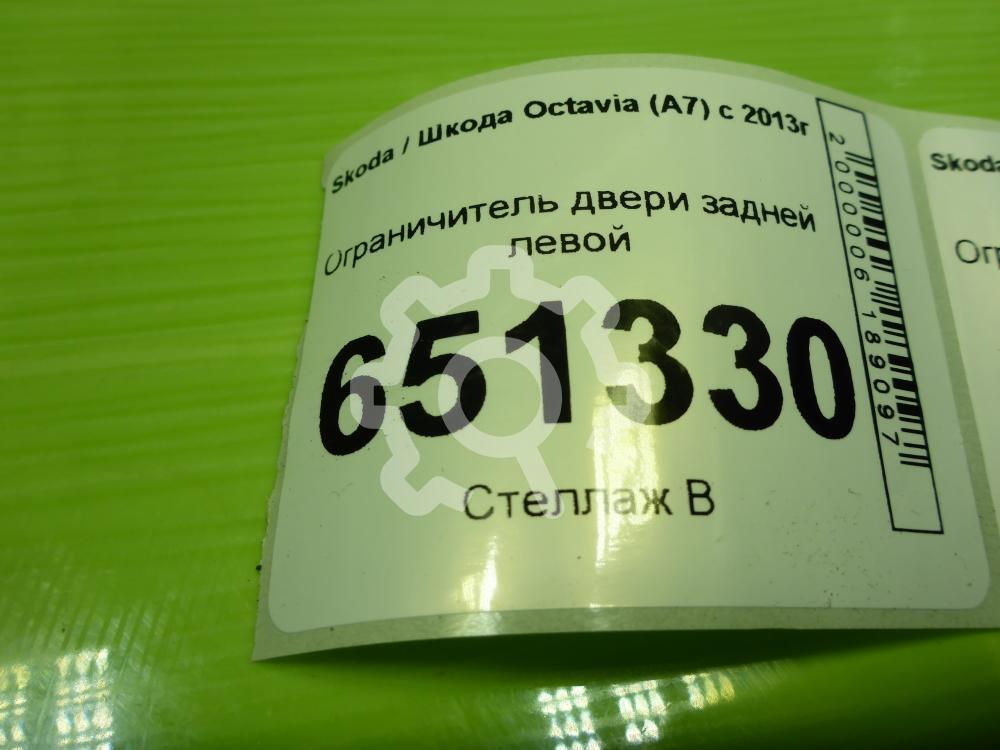 Skoda / Шкода Octavia (A7) с 2013г
Ограничитель двери задней
левой
651330
Стеллаж В
2000006189097
Skoda
Огр